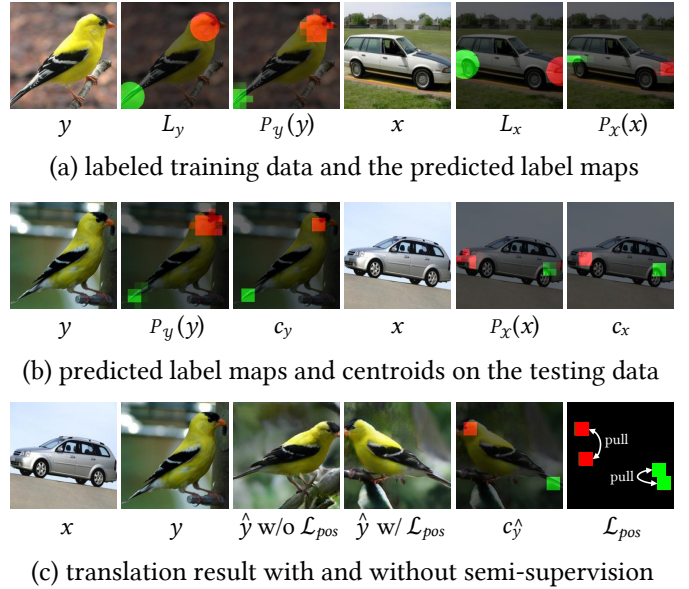 y L_y P_y(y) x L_x P_x(x)
(a) labeled training data and the predicted label maps
y P_y(y) c_y x P_x(x) c_x
(b) predicted label maps and centroids on the testing data
pull
pull
x y ŷ w/o ℒ_pos ŷ w/ ℒ_pos c_ŷ ℒ_pos
(c) translation result with and without semi-supervision